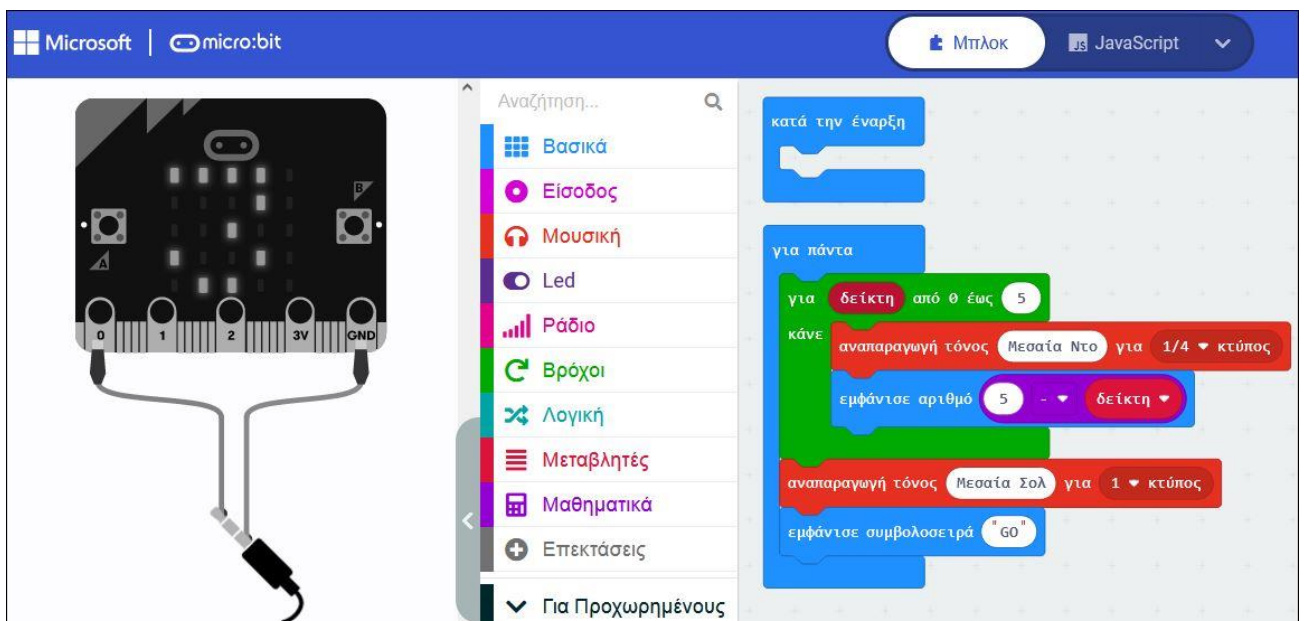 Microsoft micro:bit Μπλοκ JS JavaScript
A
B
0 1 2 3V GND
Αναζήτηση...
Βασικά
Είσοδος
Μουσική
Led
Ράδιο
Βρόχοι
Λογική
Μεταβλητές
Μαθηματικά
Επεκτάσεις
Για Προχωρημένους
κατά την έναρξη
για πάντα
για δείκτη από 0 έως 5
κάνε
αναπαραγωγή τόνος Μεσαία Ντο για 1/4 κτύπος
εμφάνισε αριθμό 5 - δείκτη
αναπαραγωγή τόνος Μεσαία Σολ για 1 κτύπος
εμφάνισε συμβολοσειρά "GO"